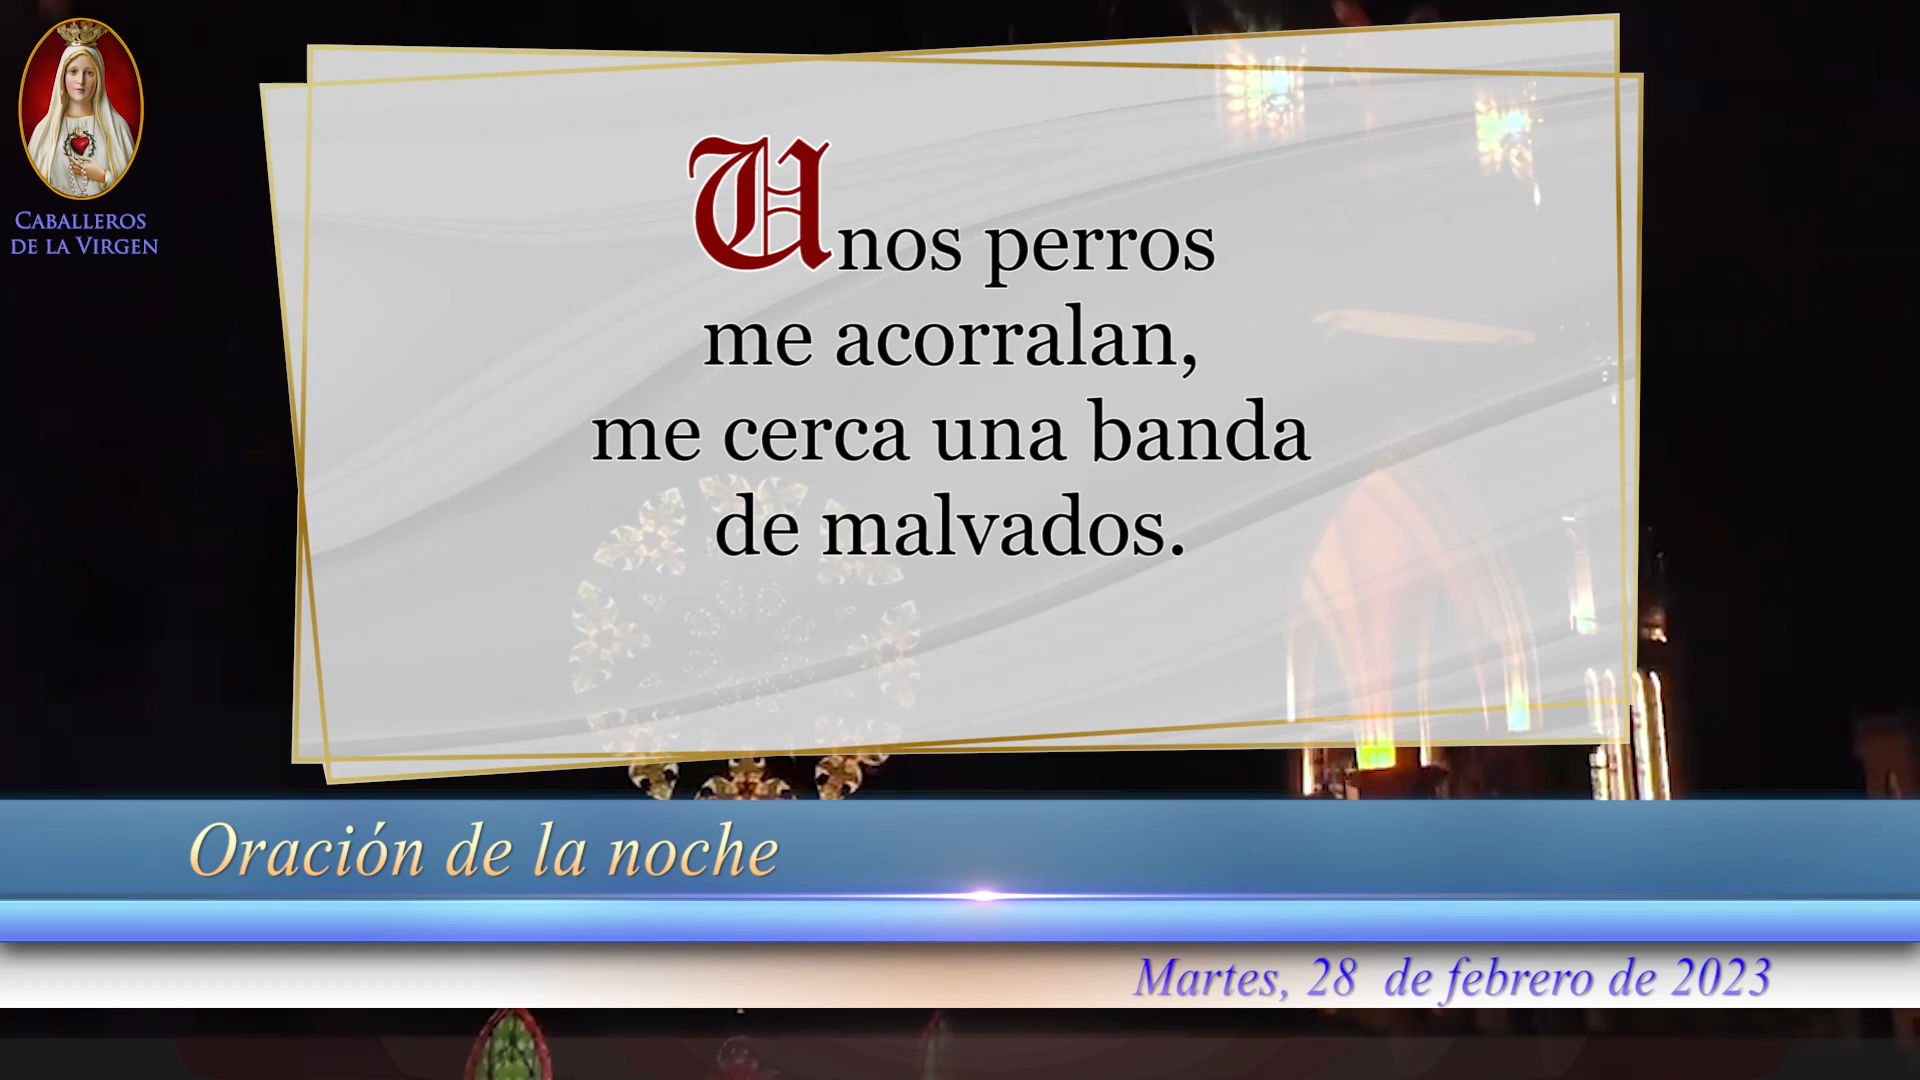 CABALLEROS
DE LA VIRGEN
Unos perros
me acorralan,
me cerca una banda
de malvados.
Oración de la noche
Martes, 28 de febrero de 2023